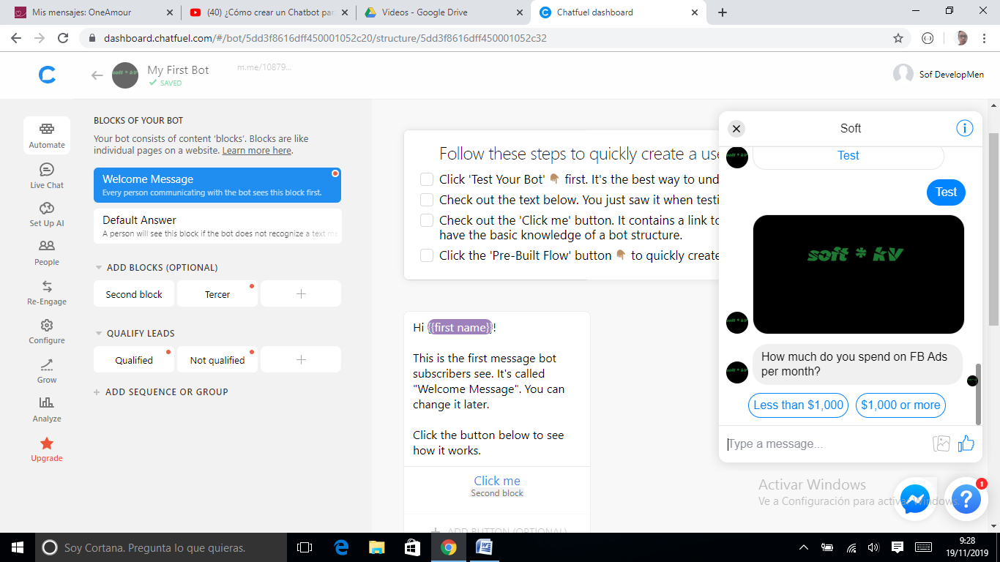 Mis mensajes: OneAmour
(40) ¿Cómo crear un Chatbot par
Videos - Google Drive
Chatfuel dashboard
dashboard.chatfuel.com/#/bot/5dd3f8616dff450001052c20/structure/5dd3f8616dff450001052c32
My First Bot
m.me/10879...
SAVED
Sof DevelopMen
Automate
Live Chat
Set Up AI
People
Re-Engage
Configure
Grow
Analyze
Upgrade
BLOCKS OF YOUR BOT
Your bot consists of content 'blocks'. Blocks are like
individual pages on a website. Learn more here.
Welcome Message
Every person communicating with the bot sees this block first.
Default Answer
A person will see this block if the bot does not recognize a text me
ADD BLOCKS (OPTIONAL)
Second block
Tercer
QUALIFY LEADS
Qualified
Not qualified
+ ADD SEQUENCE OR GROUP
Follow these steps to quickly create a use
Click 'Test Your Bot' 👇🏽 first. It's the best way to und
Check out the text below. You just saw it when testi
Check out the 'Click me' button. It contains a link to
have the basic knowledge of a bot structure.
Click the 'Pre-Built Flow' button 👇🏽 to quickly create
Hi {{first name}}!
This is the first message bot
subscribers see. It's called
"Welcome Message". You can
change it later.
Click the button below to see
how it works.
Click me
Second block
+ ADD BUTTON (OPTIONAL)
Soft
Test
Test
soft * kV
How much do you spend on FB Ads
per month?
Less than $1,000
$1,000 or more
Type a message...
Activar Windows
Ve a Configuración para activar Windows.
1
Soy Cortana. Pregunta lo que quieras.
9:28
19/11/2019